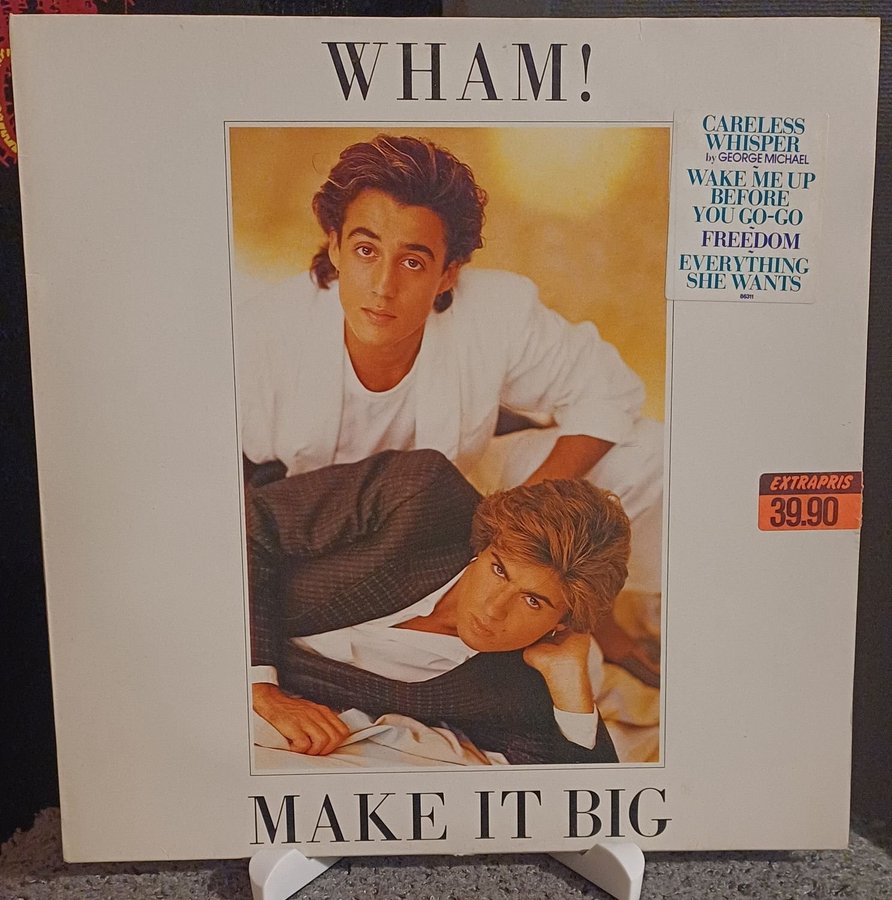 WHAM!
CARELESS
WHISPER
by GEORGE MICHAEL
~
WAKE ME UP
BEFORE
YOU GO-GO
~
FREEDOM
~
EVERYTHING
SHE WANTS
86311
EXTRAPRIS
39.90
MAKE IT BIG